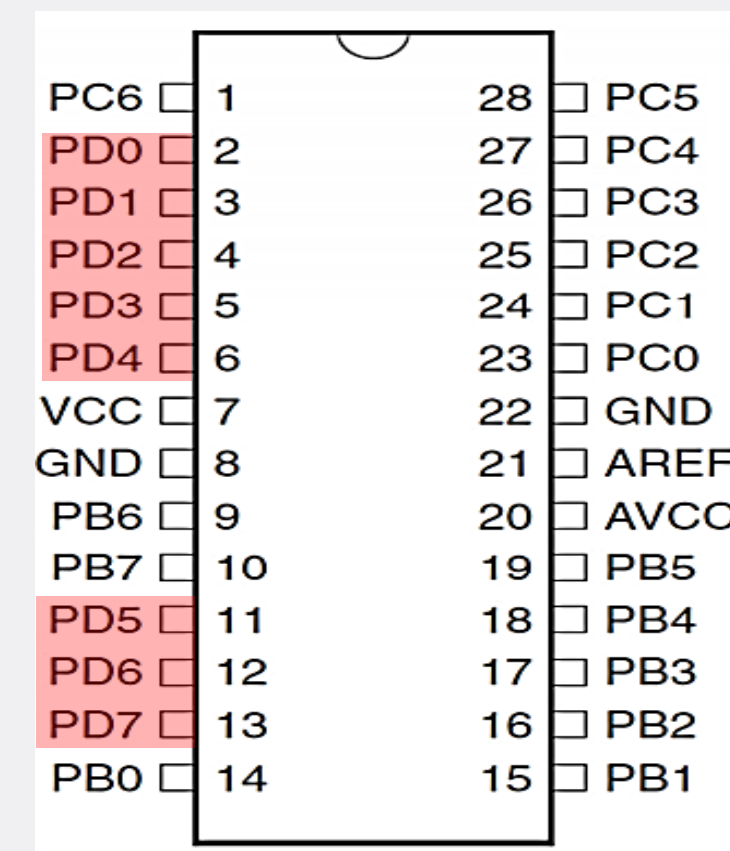 PC6 1 28 PC5
PD0 2 27 PC4
PD1 3 26 PC3
PD2 4 25 PC2
PD3 5 24 PC1
PD4 6 23 PC0
VCC 7 22 GND
GND 8 21 AREF
PB6 9 20 AVCC
PB7 10 19 PB5
PD5 11 18 PB4
PD6 12 17 PB3
PD7 13 16 PB2
PB0 14 15 PB1